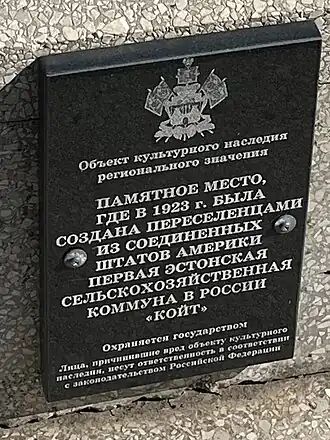 Объект культурного наследия
регионального значения
ПАМЯТНОЕ МЕСТО,
ГДЕ В 1923 г. БЫЛА
СОЗДАНА ПЕРЕСЕЛЕНЦАМИ
ИЗ СОЕДИНЕННЫХ
ШТАТОВ АМЕРИКИ
ПЕРВАЯ ЭСТОНСКАЯ
СЕЛЬСКОХОЗЯЙСТВЕННАЯ
КОММУНА В РОССИИ
«КОЙТ»
Охраняется государством
Лица, причинившие вред объекту культурного
наследия, несут ответственность в соответствии
с законодательством Российской Федерации